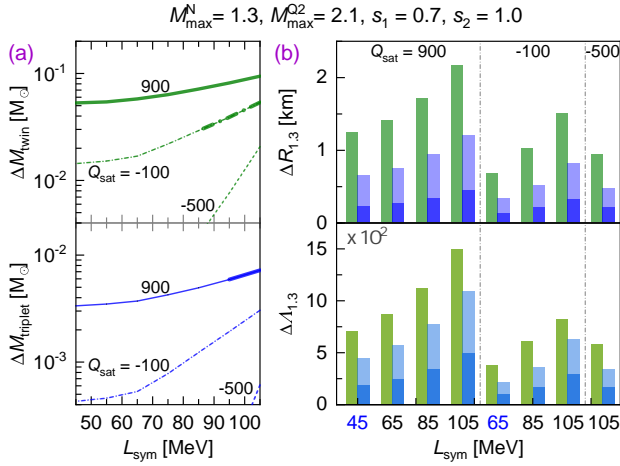 M^N_max = 1.3, M^Q2_max = 2.1, s_1 = 0.7, s_2 = 1.0
(a)
ΔM_twin [M_⊙]
10^-1
10^-2
900
Q_sat = -100
-500
ΔM_triplet [M_⊙]
10^-2
10^-3
900
Q_sat = -100
-500
50 60 70 80 90 100
L_sym [MeV]
(b)
Q_sat = 900 -100 -500
ΔR_1.3 [km]
2
1
0
x 10^2
ΔΛ_1.3
15
10
5
0
45 65 85 105 65 85 105 105
L_sym [MeV]